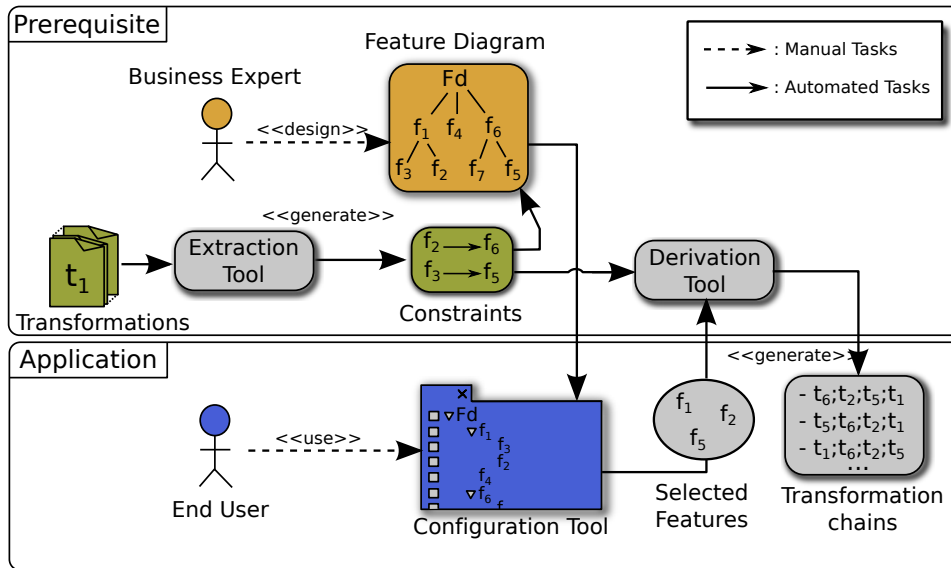 Prerequisite
Feature Diagram
Business Expert
<<design>>
Fd
f1 f4 f6
f3 f2 f7 f5
: Manual Tasks
: Automated Tasks
<<generate>>
t1
Transformations
Extraction
Tool
f2 f6
f3 f5
Constraints
Derivation
Tool
Application
<<generate>>
<<use>>
End User
x
Fd
f1
f3
f2
f4
f6
Configuration Tool
f1 f2
f5
Selected
Features
- t6;t2;t5;t1
- t5;t6;t2;t1
- t1;t6;t2;t5
...
Transformation
chains